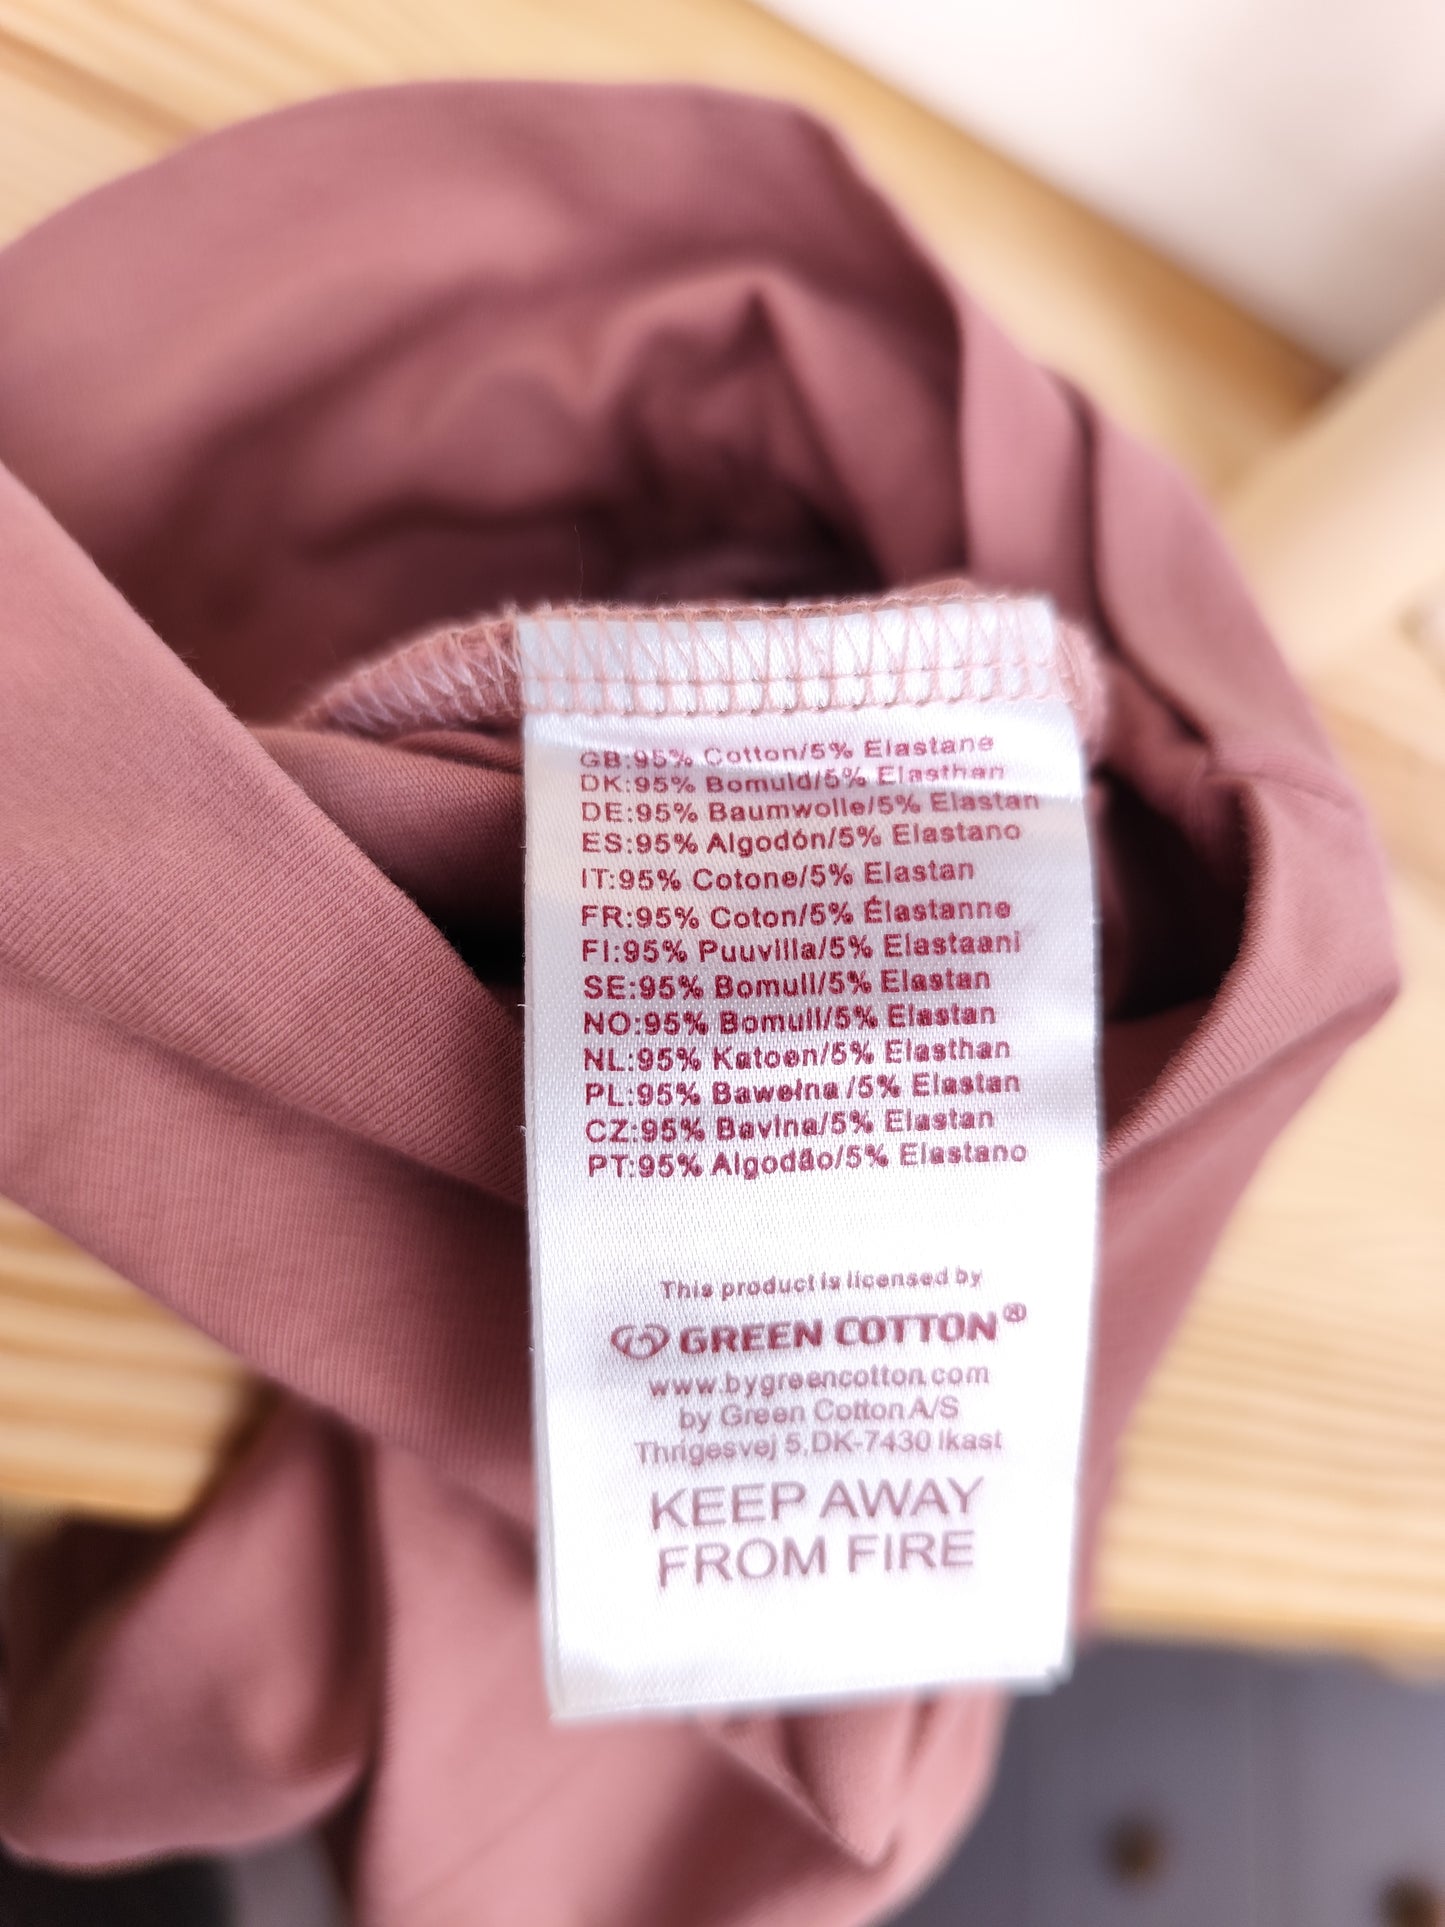 GB:95% Cotton/5% Elastane
DK:95% Bomuld/5% Elasthan
DE:95% Baumwolle/5% Elastan
ES:95% Algodón/5% Elastano
IT:95% Cotone/5% Elastan
FR:95% Coton/5% Élastanne
FI:95% Puuvilla/5% Elastaani
SE:95% Bomull/5% Elastan
NO:95% Bomull/5% Elastan
NL:95% Katoen/5% Elasthan
PL:95% Bawełna /5% Elastan
CZ:95% Bavlna/5% Elastan
PT:95% Algodão/5% Elastano
This product is licensed by
GREEN COTTON®
www.bygreencotton.com
by Green Cotton A/S
Thrigesvej 5,DK-7430 Ikast
KEEP AWAY
FROM FIRE